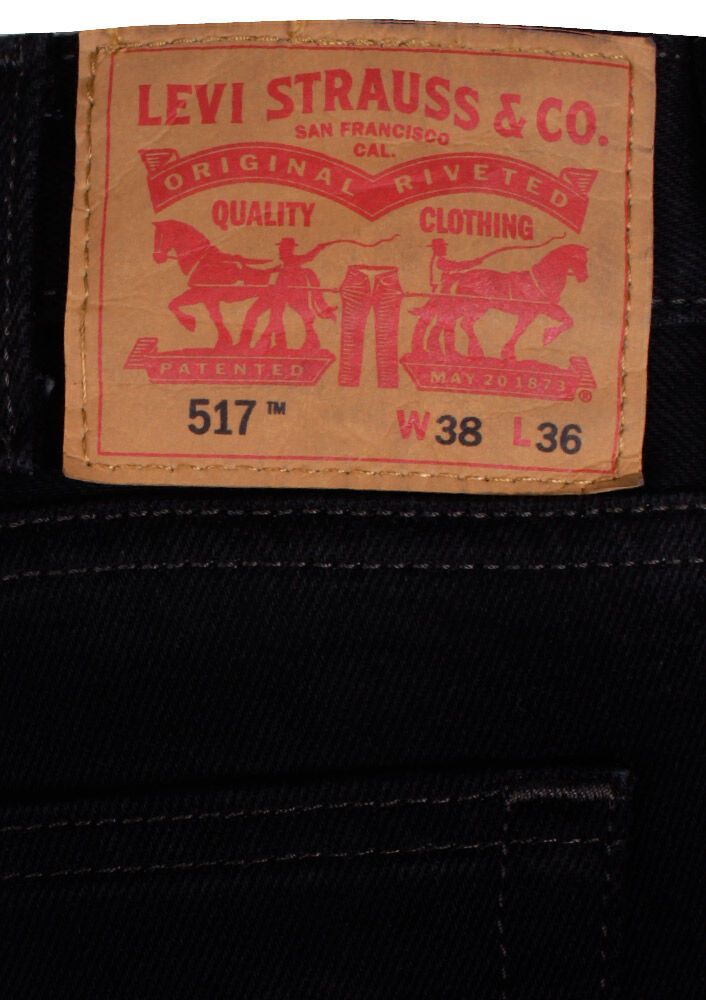 LEVI STRAUSS & CO.
SAN FRANCISCO
CAL.
ORIGINAL RIVETED
QUALITY CLOTHING
PATENTED MAY 20 1873
®
517™ W38 L36